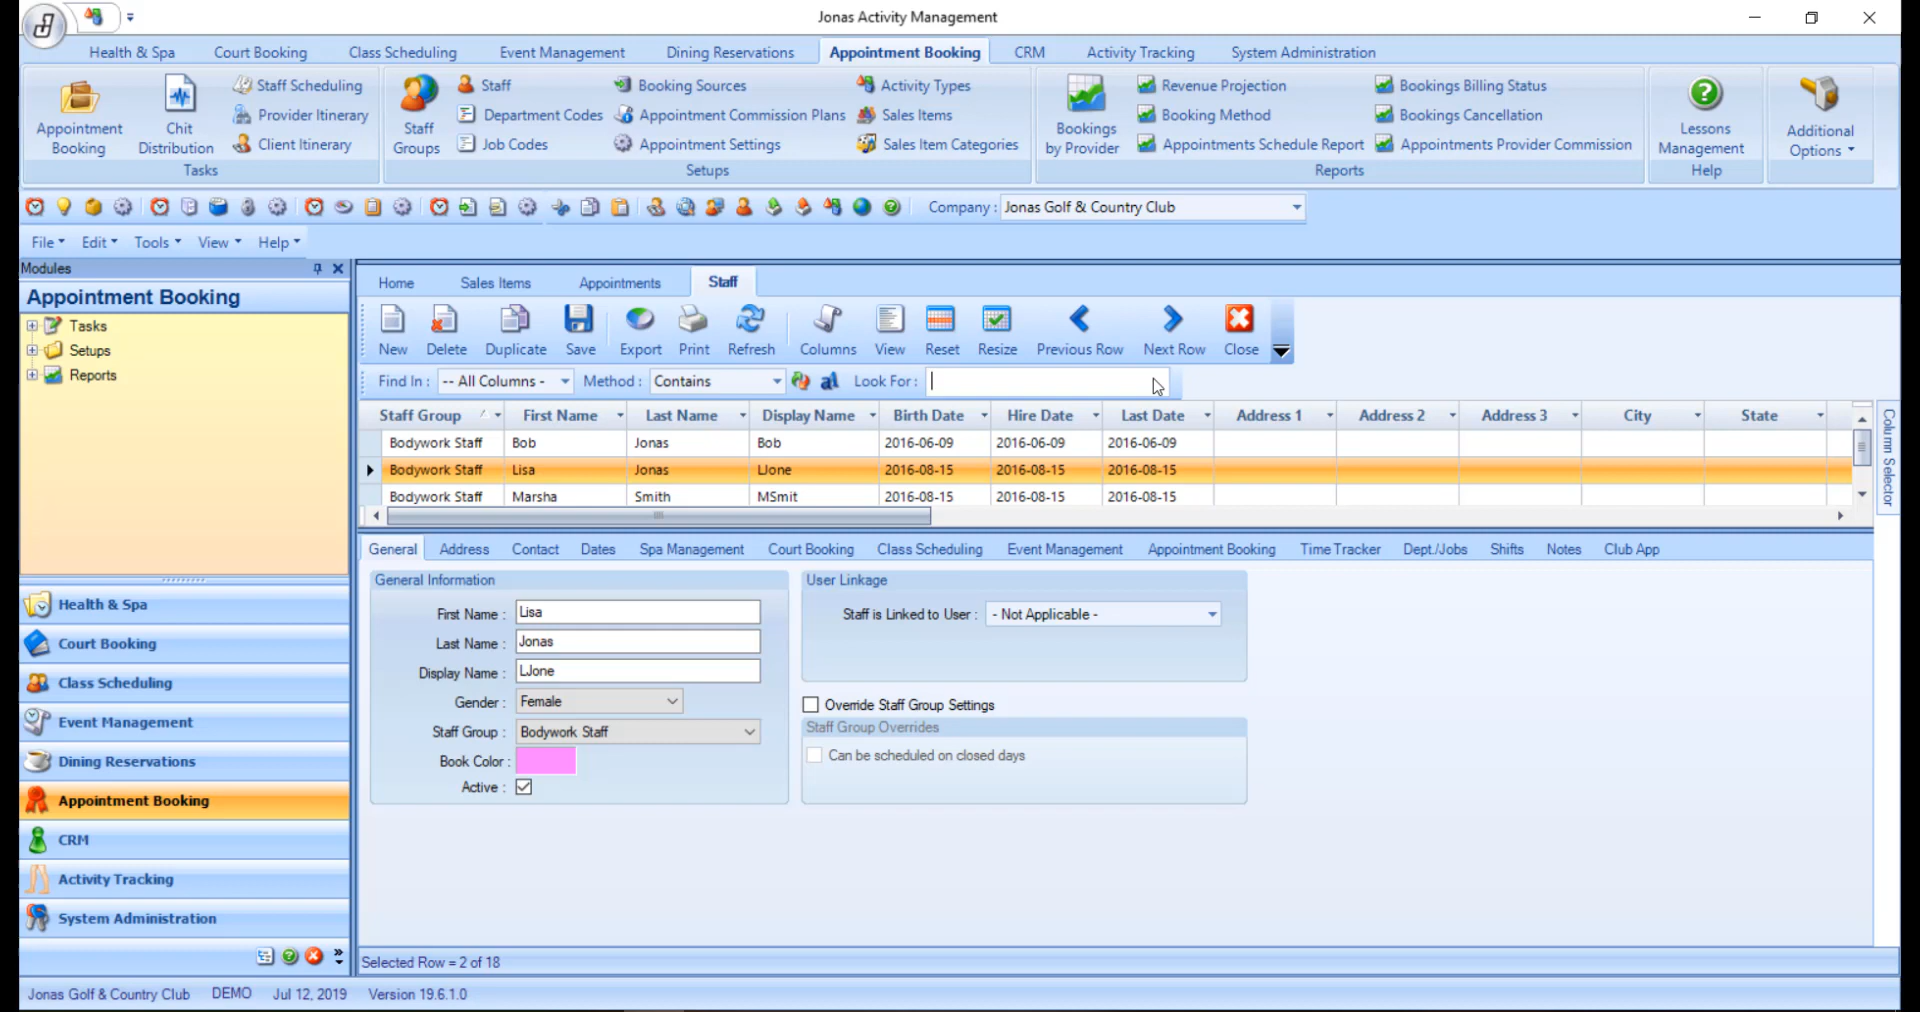 Jonas Activity Management
Health & Spa Court Booking Class Scheduling Event Management Dining Reservations Appointment Booking CRM Activity Tracking System Administration
Appointment Booking
Chit Distribution
Staff Scheduling
Provider Itinerary
Client Itinerary
Tasks
Staff Groups
Staff
Department Codes
Job Codes
Booking Sources
Appointment Commission Plans
Appointment Settings
Activity Types
Sales Items
Sales Item Categories
Setups
Bookings by Provider
Revenue Projection
Booking Method
Appointments Schedule Report
Bookings Billing Status
Bookings Cancellation
Appointments Provider Commission
Reports
Lessons Management
Help
Additional Options
Company : Jonas Golf & Country Club
File Edit Tools View Help
Modules
Appointment Booking
Tasks
Setups
Reports
Health & Spa
Court Booking
Class Scheduling
Event Management
Dining Reservations
Appointment Booking
CRM
Activity Tracking
System Administration
Home Sales Items Appointments Staff
New Delete Duplicate Save Export Print Refresh Columns View Reset Resize Previous Row Next Row Close
Find In : -- All Columns - Method : Contains Look For :
Staff Group First Name Last Name Display Name Birth Date Hire Date Last Date Address 1 Address 2 Address 3 City State
Bodywork Staff Bob Jonas Bob 2016-06-09 2016-06-09 2016-06-09
Bodywork Staff Lisa Jonas LJone 2016-08-15 2016-08-15 2016-08-15
Bodywork Staff Marsha Smith MSmit 2016-08-15 2016-08-15 2016-08-15
Column Selector
General Address Contact Dates Spa Management Court Booking Class Scheduling Event Management Appointment Booking Time Tracker Dept./Jobs Shifts Notes Club App
General Information
First Name : Lisa
Last Name : Jonas
Display Name : LJone
Gender : Female
Staff Group : Bodywork Staff
Book Color :
Active :
User Linkage
Staff is Linked to User : - Not Applicable -
Override Staff Group Settings
Staff Group Overrides
Can be scheduled on closed days
Selected Row = 2 of 18
Jonas Golf & Country Club DEMO Jul 12, 2019 Version 19.6.1.0